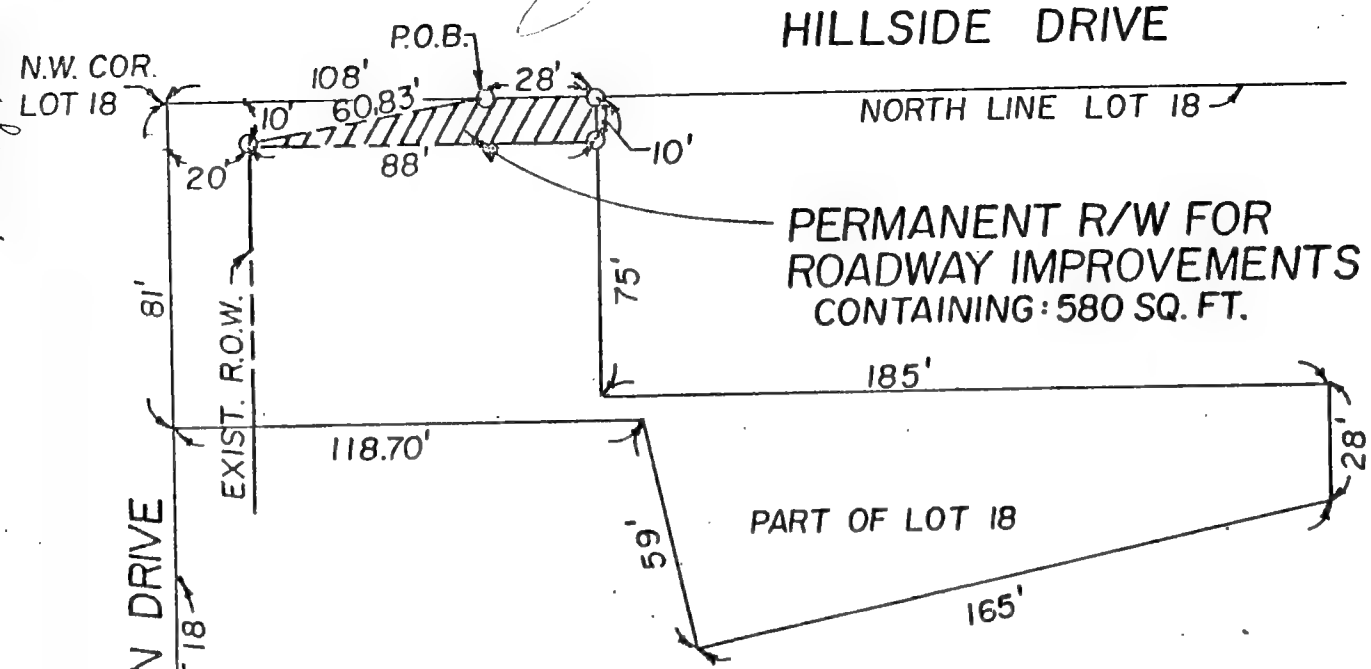 HILLSIDE DRIVE
P.O.B.
N.W. COR.
LOT 18
108'
28'
60.83'
10'
NORTH LINE LOT 18
10'
88'
20'
PERMANENT R/W FOR
ROADWAY IMPROVEMENTS
CONTAINING: 580 SQ. FT.
81'
75'
EXIST. R.O.W.
185'
118.70'
28'
PART OF LOT 18
59'
165'
DRIVE
18